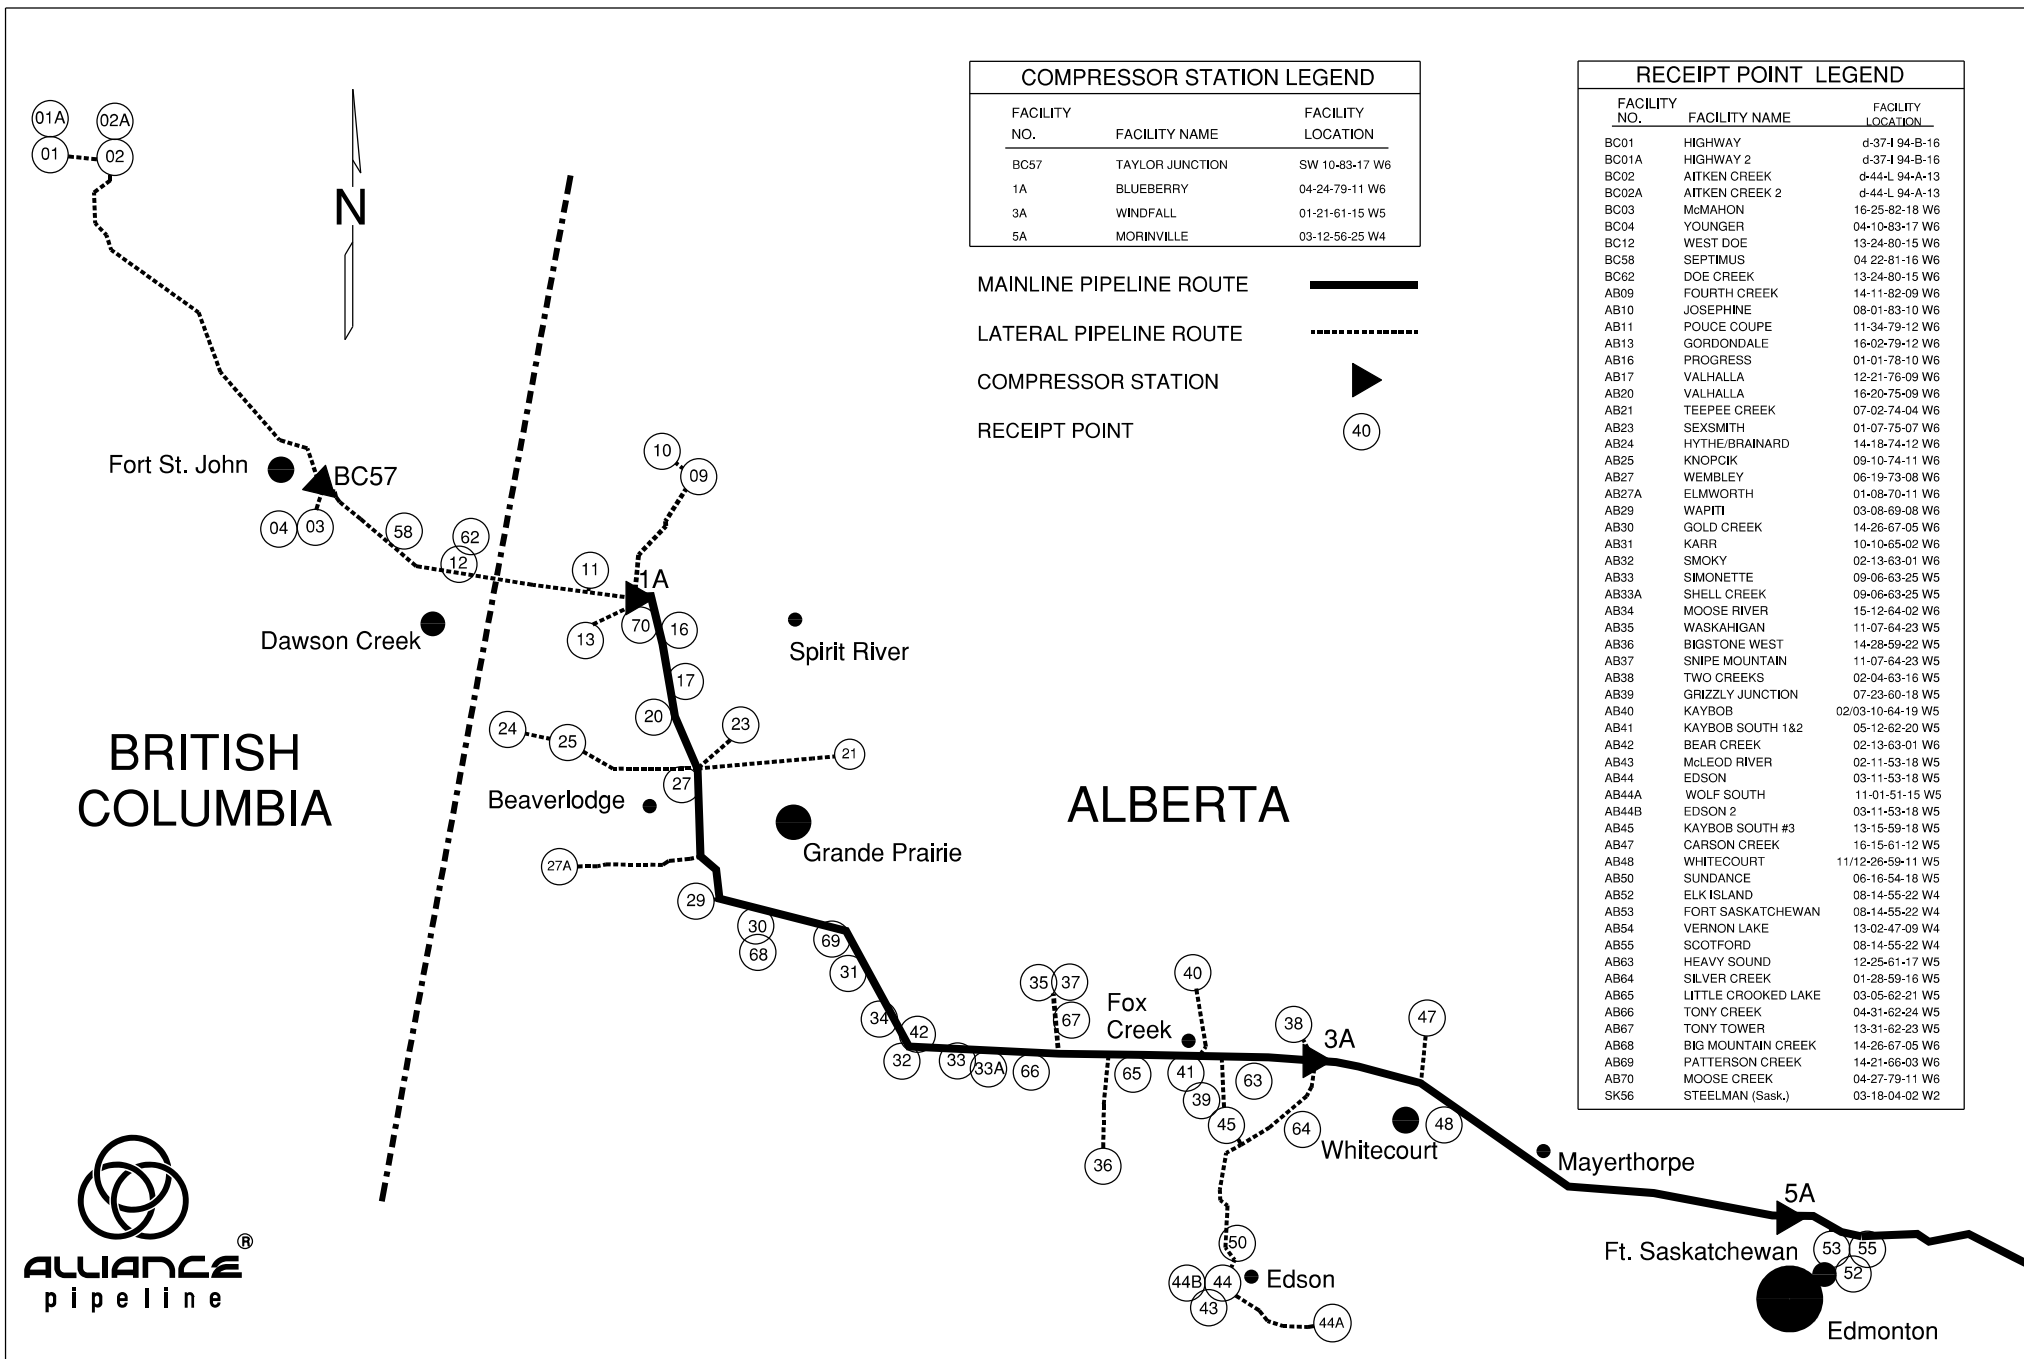 COMPRESSOR STATION LEGEND
FACILITY NO. FACILITY NAME FACILITY LOCATION
BC57 TAYLOR JUNCTION SW 10-83-17 W6
1A BLUEBERRY 04-24-79-11 W6
3A WINDFALL 01-21-61-15 W5
5A MORINVILLE 03-12-56-25 W4
MAINLINE PIPELINE ROUTE
LATERAL PIPELINE ROUTE
COMPRESSOR STATION
RECEIPT POINT 40
RECEIPT POINT LEGEND
FACILITY NO. FACILITY NAME FACILITY LOCATION
BC01 HIGHWAY d-37-I 94-B-16
BC01A HIGHWAY 2 d-37-I 94-B-16
BC02 AITKEN CREEK d-44-L 94-A-13
BC02A AITKEN CREEK 2 d-44-L 94-A-13
BC03 McMAHON 16-25-82-18 W6
BC04 YOUNGER 04-10-83-17 W6
BC12 WEST DOE 13-24-80-15 W6
BC58 SEPTIMUS 04 22-81-16 W6
BC62 DOE CREEK 13-24-80-15 W6
AB09 FOURTH CREEK 14-11-82-09 W6
AB10 JOSEPHINE 08-01-83-10 W6
AB11 POUCE COUPE 11-34-79-12 W6
AB13 GORDONDALE 16-02-79-12 W6
AB16 PROGRESS 01-01-78-10 W6
AB17 VALHALLA 12-21-76-09 W6
AB20 VALHALLA 16-20-75-09 W6
AB21 TEEPEE CREEK 07-02-74-04 W6
AB23 SEXSMITH 01-07-75-07 W6
AB24 HYTHE/BRAINARD 14-18-74-12 W6
AB25 KNOPCIK 09-10-74-11 W6
AB27 WEMBLEY 06-19-73-08 W6
AB27A ELMWORTH 01-08-70-11 W6
AB29 WAPITI 03-08-69-08 W6
AB30 GOLD CREEK 14-26-67-05 W6
AB31 KARR 10-10-65-02 W6
AB32 SMOKY 02-13-63-01 W6
AB33 SIMONETTE 09-06-63-25 W5
AB33A SHELL CREEK 09-06-63-25 W5
AB34 MOOSE RIVER 15-12-64-02 W6
AB35 WASKAHIGAN 11-07-64-23 W5
AB36 BIGSTONE WEST 14-28-59-22 W5
AB37 SNIPE MOUNTAIN 11-07-64-23 W5
AB38 TWO CREEKS 02-04-63-16 W5
AB39 GRIZZLY JUNCTION 07-23-60-18 W5
AB40 KAYBOB 02/03-10-64-19 W5
AB41 KAYBOB SOUTH 1&2 05-12-62-20 W5
AB42 BEAR CREEK 02-13-63-01 W6
AB43 McLEOD RIVER 02-11-53-18 W5
AB44 EDSON 03-11-53-18 W5
AB44A WOLF SOUTH 11-01-51-15 W5
AB44B EDSON 2 03-11-53-18 W5
AB45 KAYBOB SOUTH #3 13-15-59-18 W5
AB47 CARSON CREEK 16-15-61-12 W5
AB48 WHITECOURT 11/12-26-59-11 W5
AB50 SUNDANCE 06-16-54-18 W5
AB52 ELK ISLAND 08-14-55-22 W4
AB53 FORT SASKATCHEWAN 08-14-55-22 W4
AB54 VERNON LAKE 13-02-47-09 W4
AB55 SCOTFORD 08-14-55-22 W4
AB63 HEAVY SOUND 12-25-61-17 W5
AB64 SILVER CREEK 01-28-59-16 W5
AB65 LITTLE CROOKED LAKE 03-05-62-21 W5
AB66 TONY CREEK 04-31-62-24 W5
AB67 TONY TOWER 13-31-62-23 W5
AB68 BIG MOUNTAIN CREEK 14-26-67-05 W6
AB69 PATTERSON CREEK 14-21-66-03 W6
AB70 MOOSE CREEK 04-27-79-11 W6
SK56 STEELMAN (Sask.) 03-18-04-02 W2
01A
02A
01
02
N
Fort St. John
BC57
04
03
58
62
12
10
09
11
1A
13
70
16
Dawson Creek
Spirit River
17
20
23
24
25
21
27
BRITISH
COLUMBIA
Beaverlodge
ALBERTA
Grande Prairie
27A
29
30
68
69
31
34
42
32
33
33A
66
35
37
67
Fox
Creek
40
65
41
39
38
3A
63
47
45
64
36
48
Whitecourt
Mayerthorpe
5A
50
44B
44
43
Edson
44A
Ft. Saskatchewan
53
55
52
Edmonton
ALLIANCE ®
pipeline